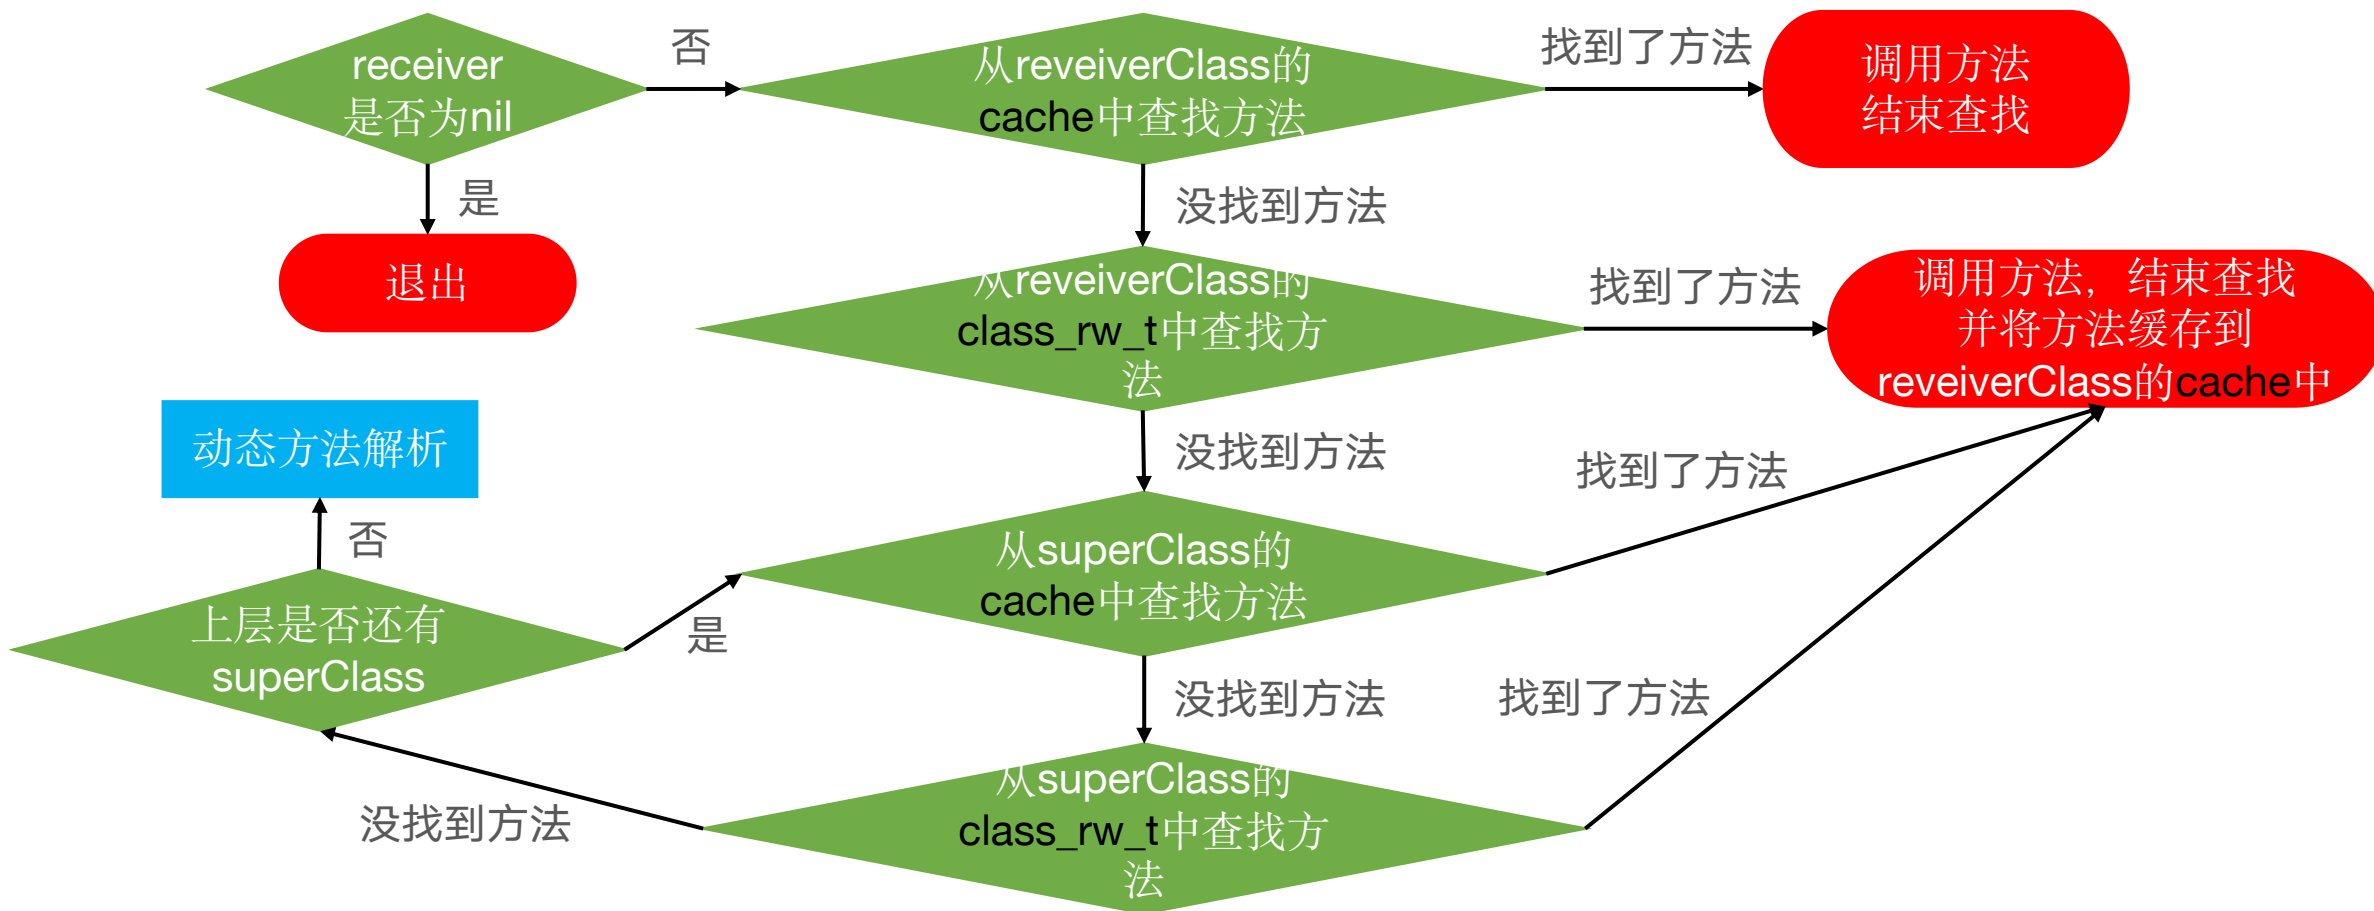 receiver
是否为nil
否
从reveiverClass的
cache中查找方法
找到了方法
调用方法
结束查找
是
退出
没找到方法
从reveiverClass的
class_rw_t中查找方
法
找到了方法
调用方法，结束查找
并将方法缓存到
reveiverClass的cache中
动态方法解析
没找到方法
找到了方法
否
从superClass的
cache中查找方法
上层是否还有
superClass
是
没找到方法
找到了方法
从superClass的
class_rw_t中查找方
法
没找到方法